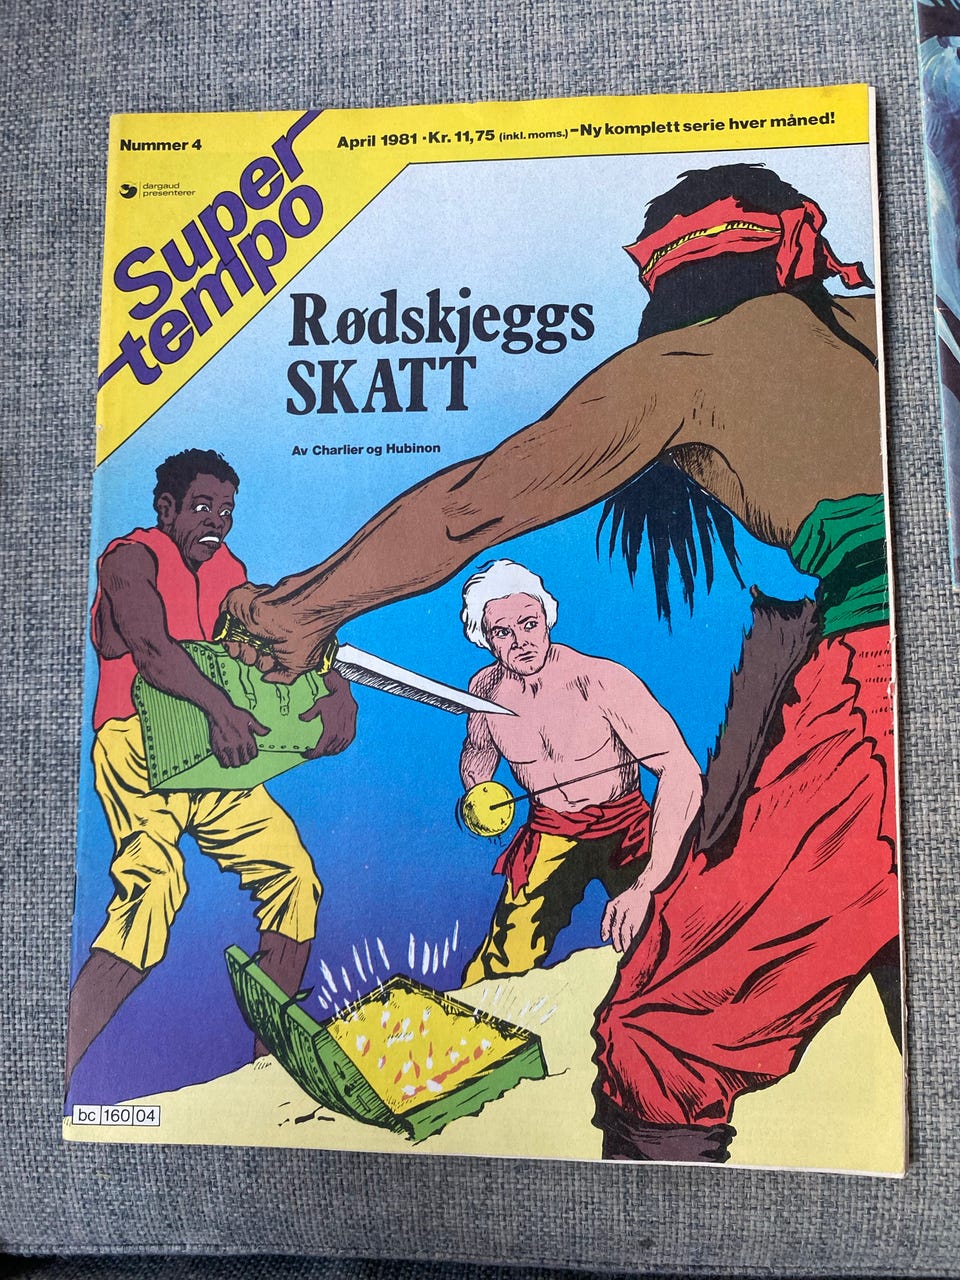 Nummer 4
April 1981 · Kr. 11,75 (inkl. moms.) – Ny komplett serie hver måned!
dargaud
presenterer
Super
tempo
Rødskjeggs
SKATT
Av Charlier og Hubinon
bc 160 04